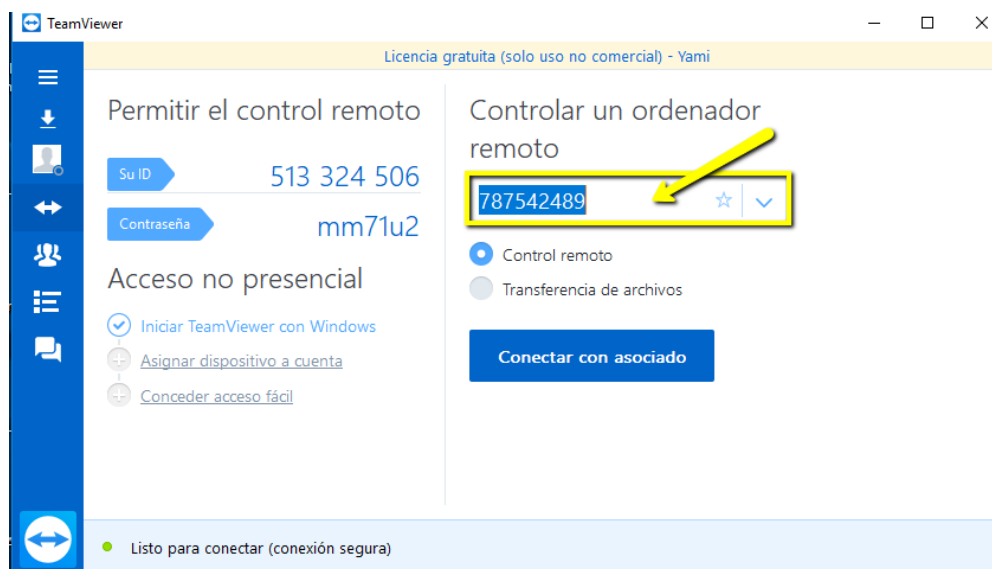 TeamViewer
Licencia gratuita (solo uso no comercial) - Yami
Permitir el control remoto
Su ID
513 324 506
Contraseña
mm71u2
Acceso no presencial
Iniciar TeamViewer con Windows
Asignar dispositivo a cuenta
Conceder acceso fácil
Controlar un ordenador
remoto
787542489
Control remoto
Transferencia de archivos
Conectar con asociado
Listo para conectar (conexión segura)